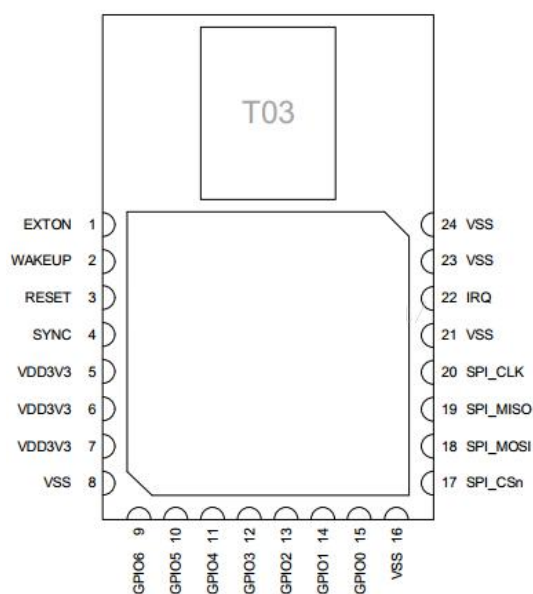 T03
EXTON 1
WAKEUP 2
RESET 3
SYNC 4
VDD3V3 5
VDD3V3 6
VDD3V3 7
VSS 8
24 VSS
23 VSS
22 IRQ
21 VSS
20 SPI_CLK
19 SPI_MISO
18 SPI_MOSI
17 SPI_CSn
GPIO6 9
GPIO5 10
GPIO4 11
GPIO3 12
GPIO2 13
GPIO1 14
GPIO0 15
VSS 16